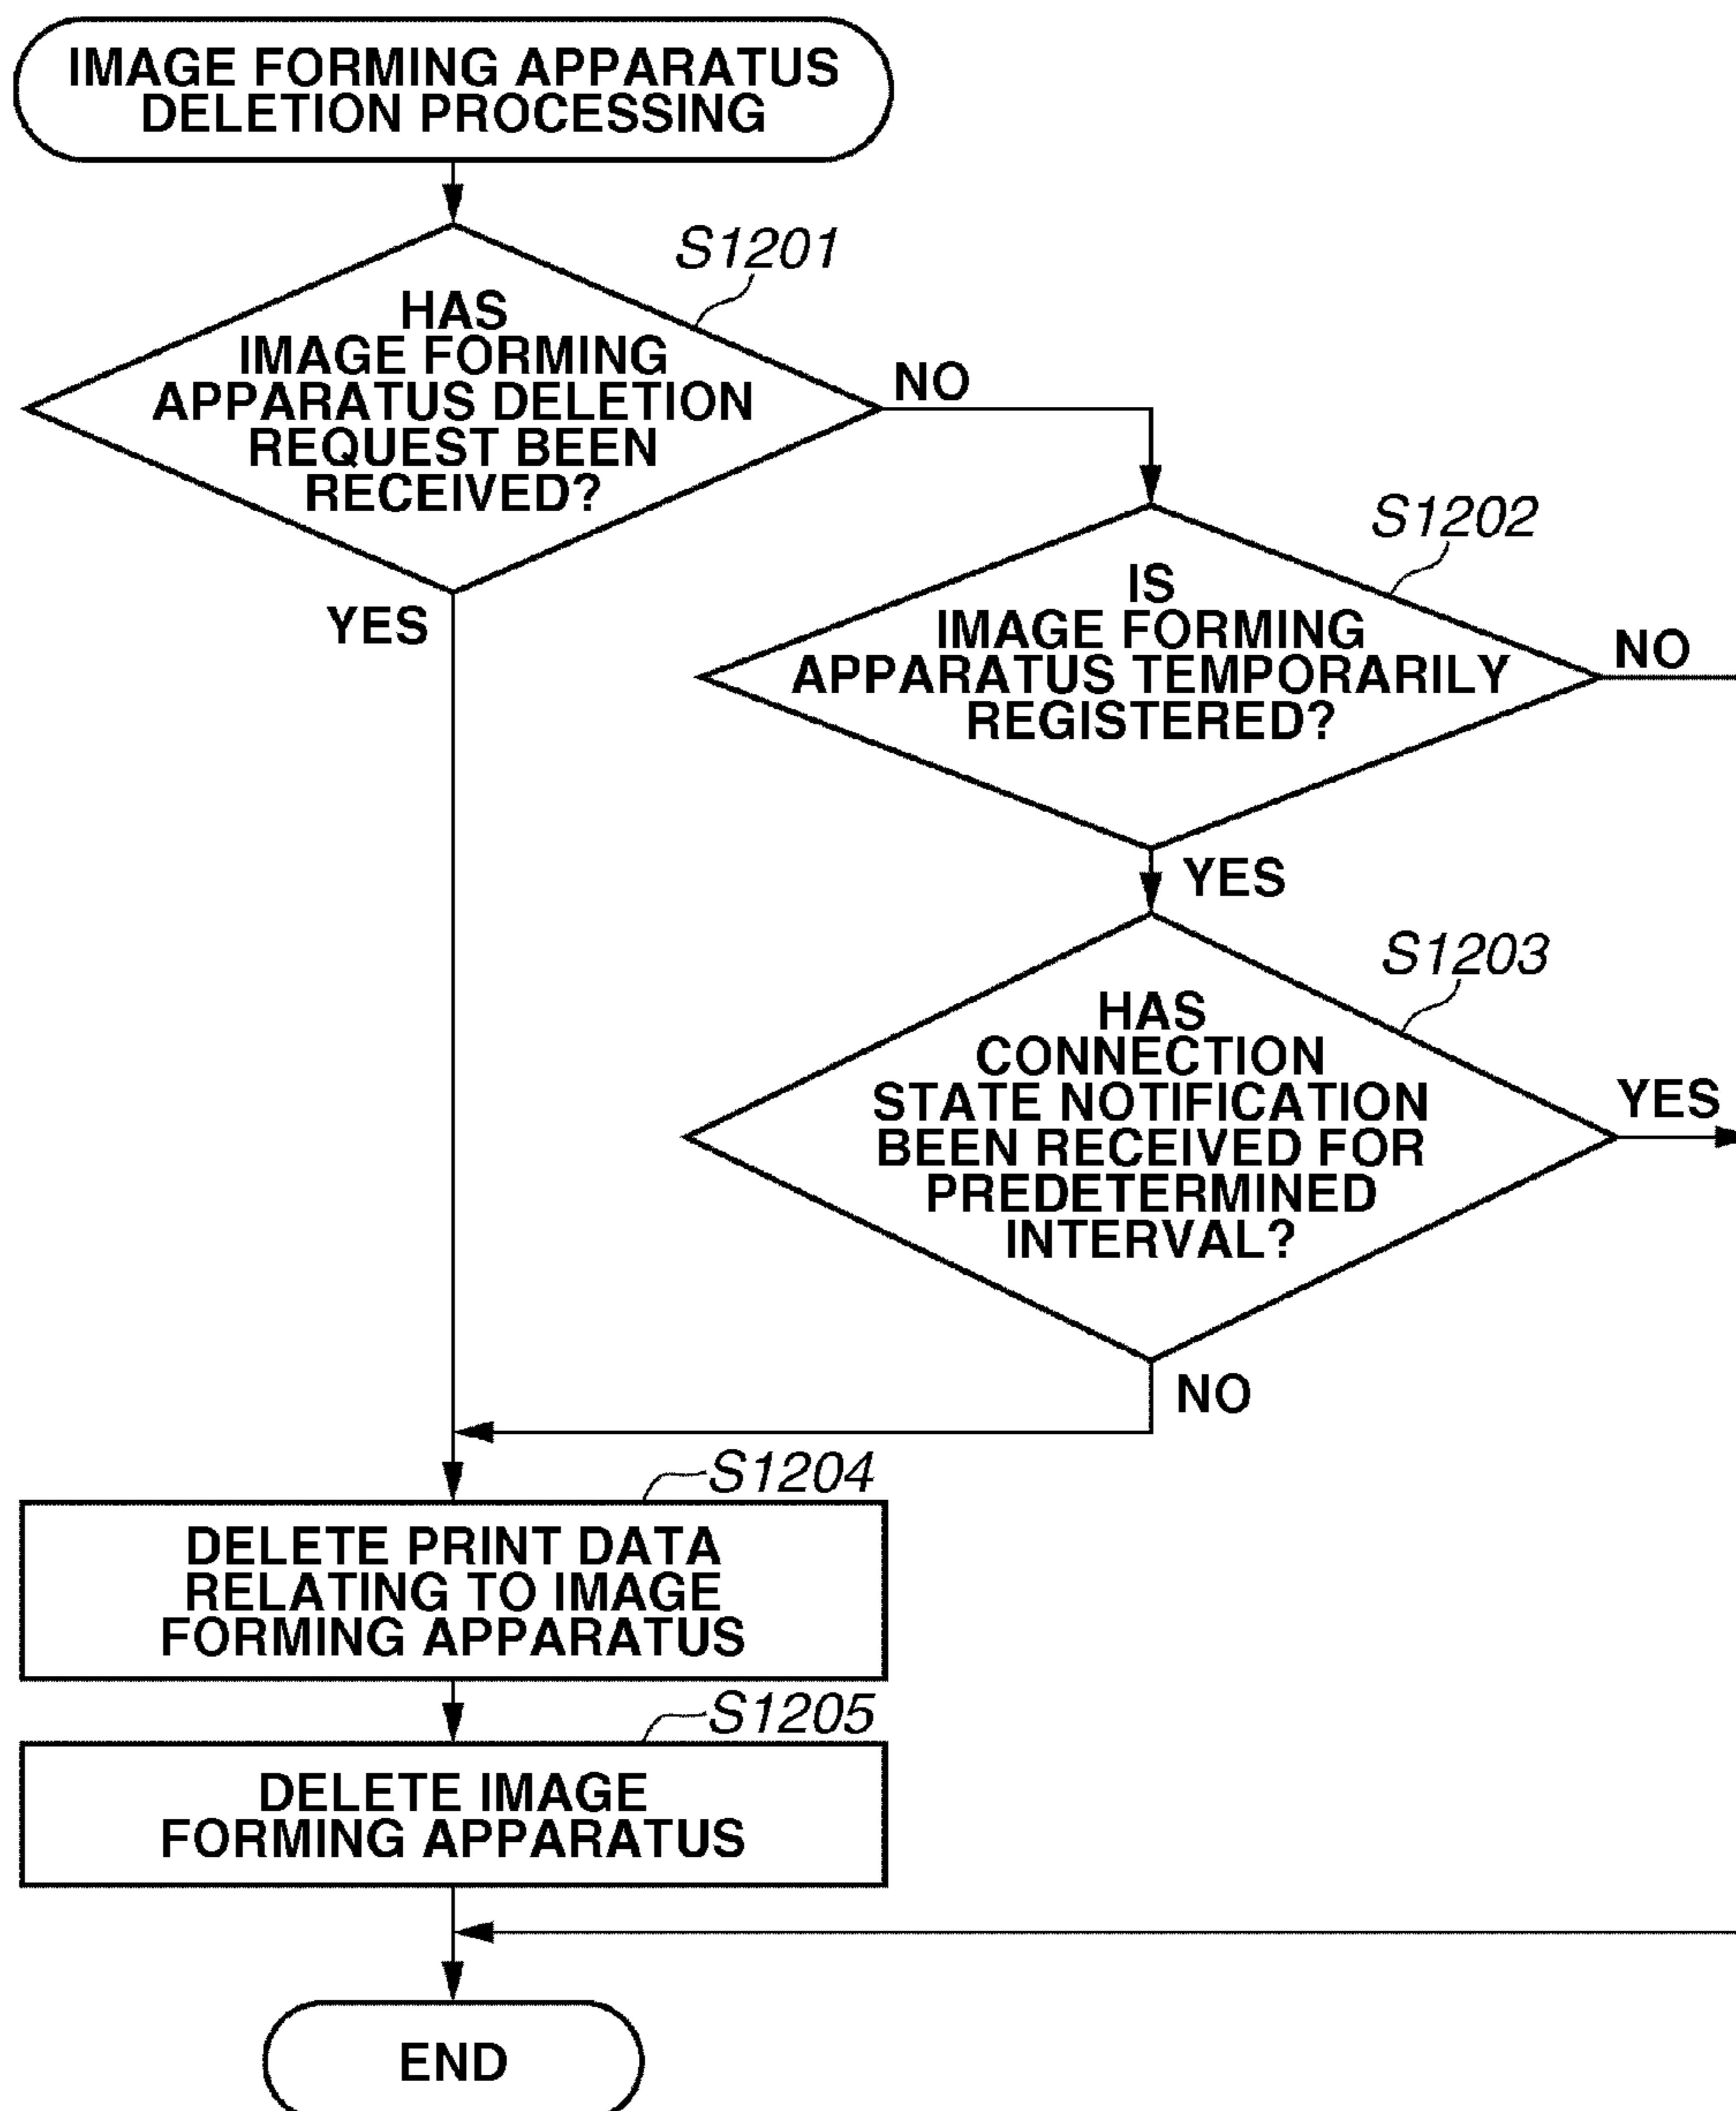 IMAGE FORMING APPARATUS
DELETION PROCESSING
S1201
HAS
IMAGE FORMING
APPARATUS DELETION
REQUEST BEEN
RECEIVED?
NO
YES
S1202
IS
IMAGE FORMING
APPARATUS TEMPORARILY
REGISTERED?
NO
YES
S1203
HAS
CONNECTION
STATE NOTIFICATION
BEEN RECEIVED FOR
PREDETERMINED
INTERVAL?
YES
NO
S1204
DELETE PRINT DATA
RELATING TO IMAGE
FORMING APPARATUS
S1205
DELETE IMAGE
FORMING APPARATUS
END